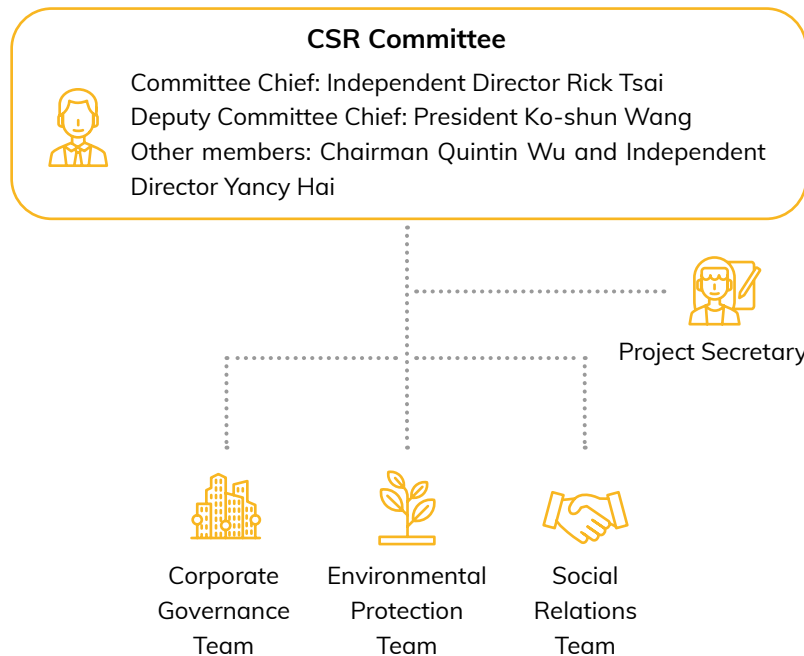 CSR Committee
Committee Chief: Independent Director Rick Tsai
Deputy Committee Chief: President Ko-shun Wang
Other members: Chairman Quintin Wu and Independent
Director Yancy Hai
Project Secretary
Corporate
Governance
Team
Environmental
Protection
Team
Social
Relations
Team